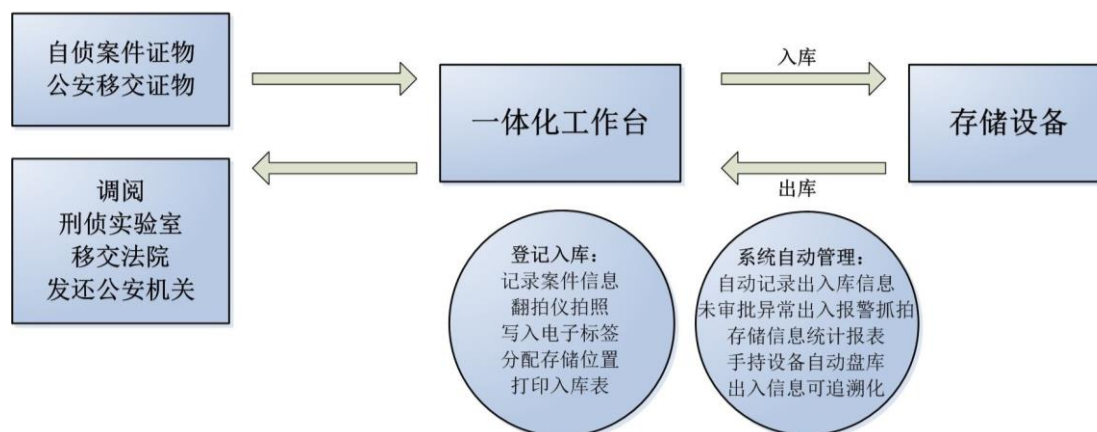 自侦案件证物
公安移交证物
入库
一体化工作台
存储设备
调阅
刑侦实验室
移交法院
发还公安机关
出库
登记入库：
记录案件信息
翻拍仪拍照
写入电子标签
分配存储位置
打印入库表
系统自动管理：
自动记录出入库信息
未审批异常出入报警抓拍
存储信息统计报表
手持设备自动盘库
出入信息可追溯化